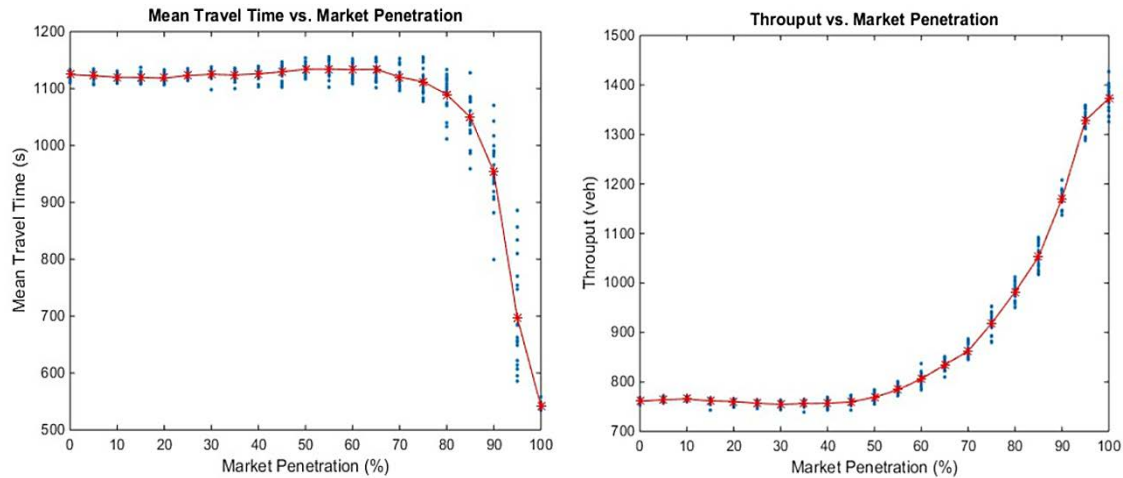 Mean Travel Time vs. Market Penetration
1200
1100
1000
900
800
700
600
500
Mean Travel Time (s)
0 10 20 30 40 50 60 70 80 90 100
Market Penetration (%)
Throuput vs. Market Penetration
1500
1400
1300
1200
1100
1000
900
800
700
Throuput (veh)
0 10 20 30 40 50 60 70 80 90 100
Market Penetration (%)